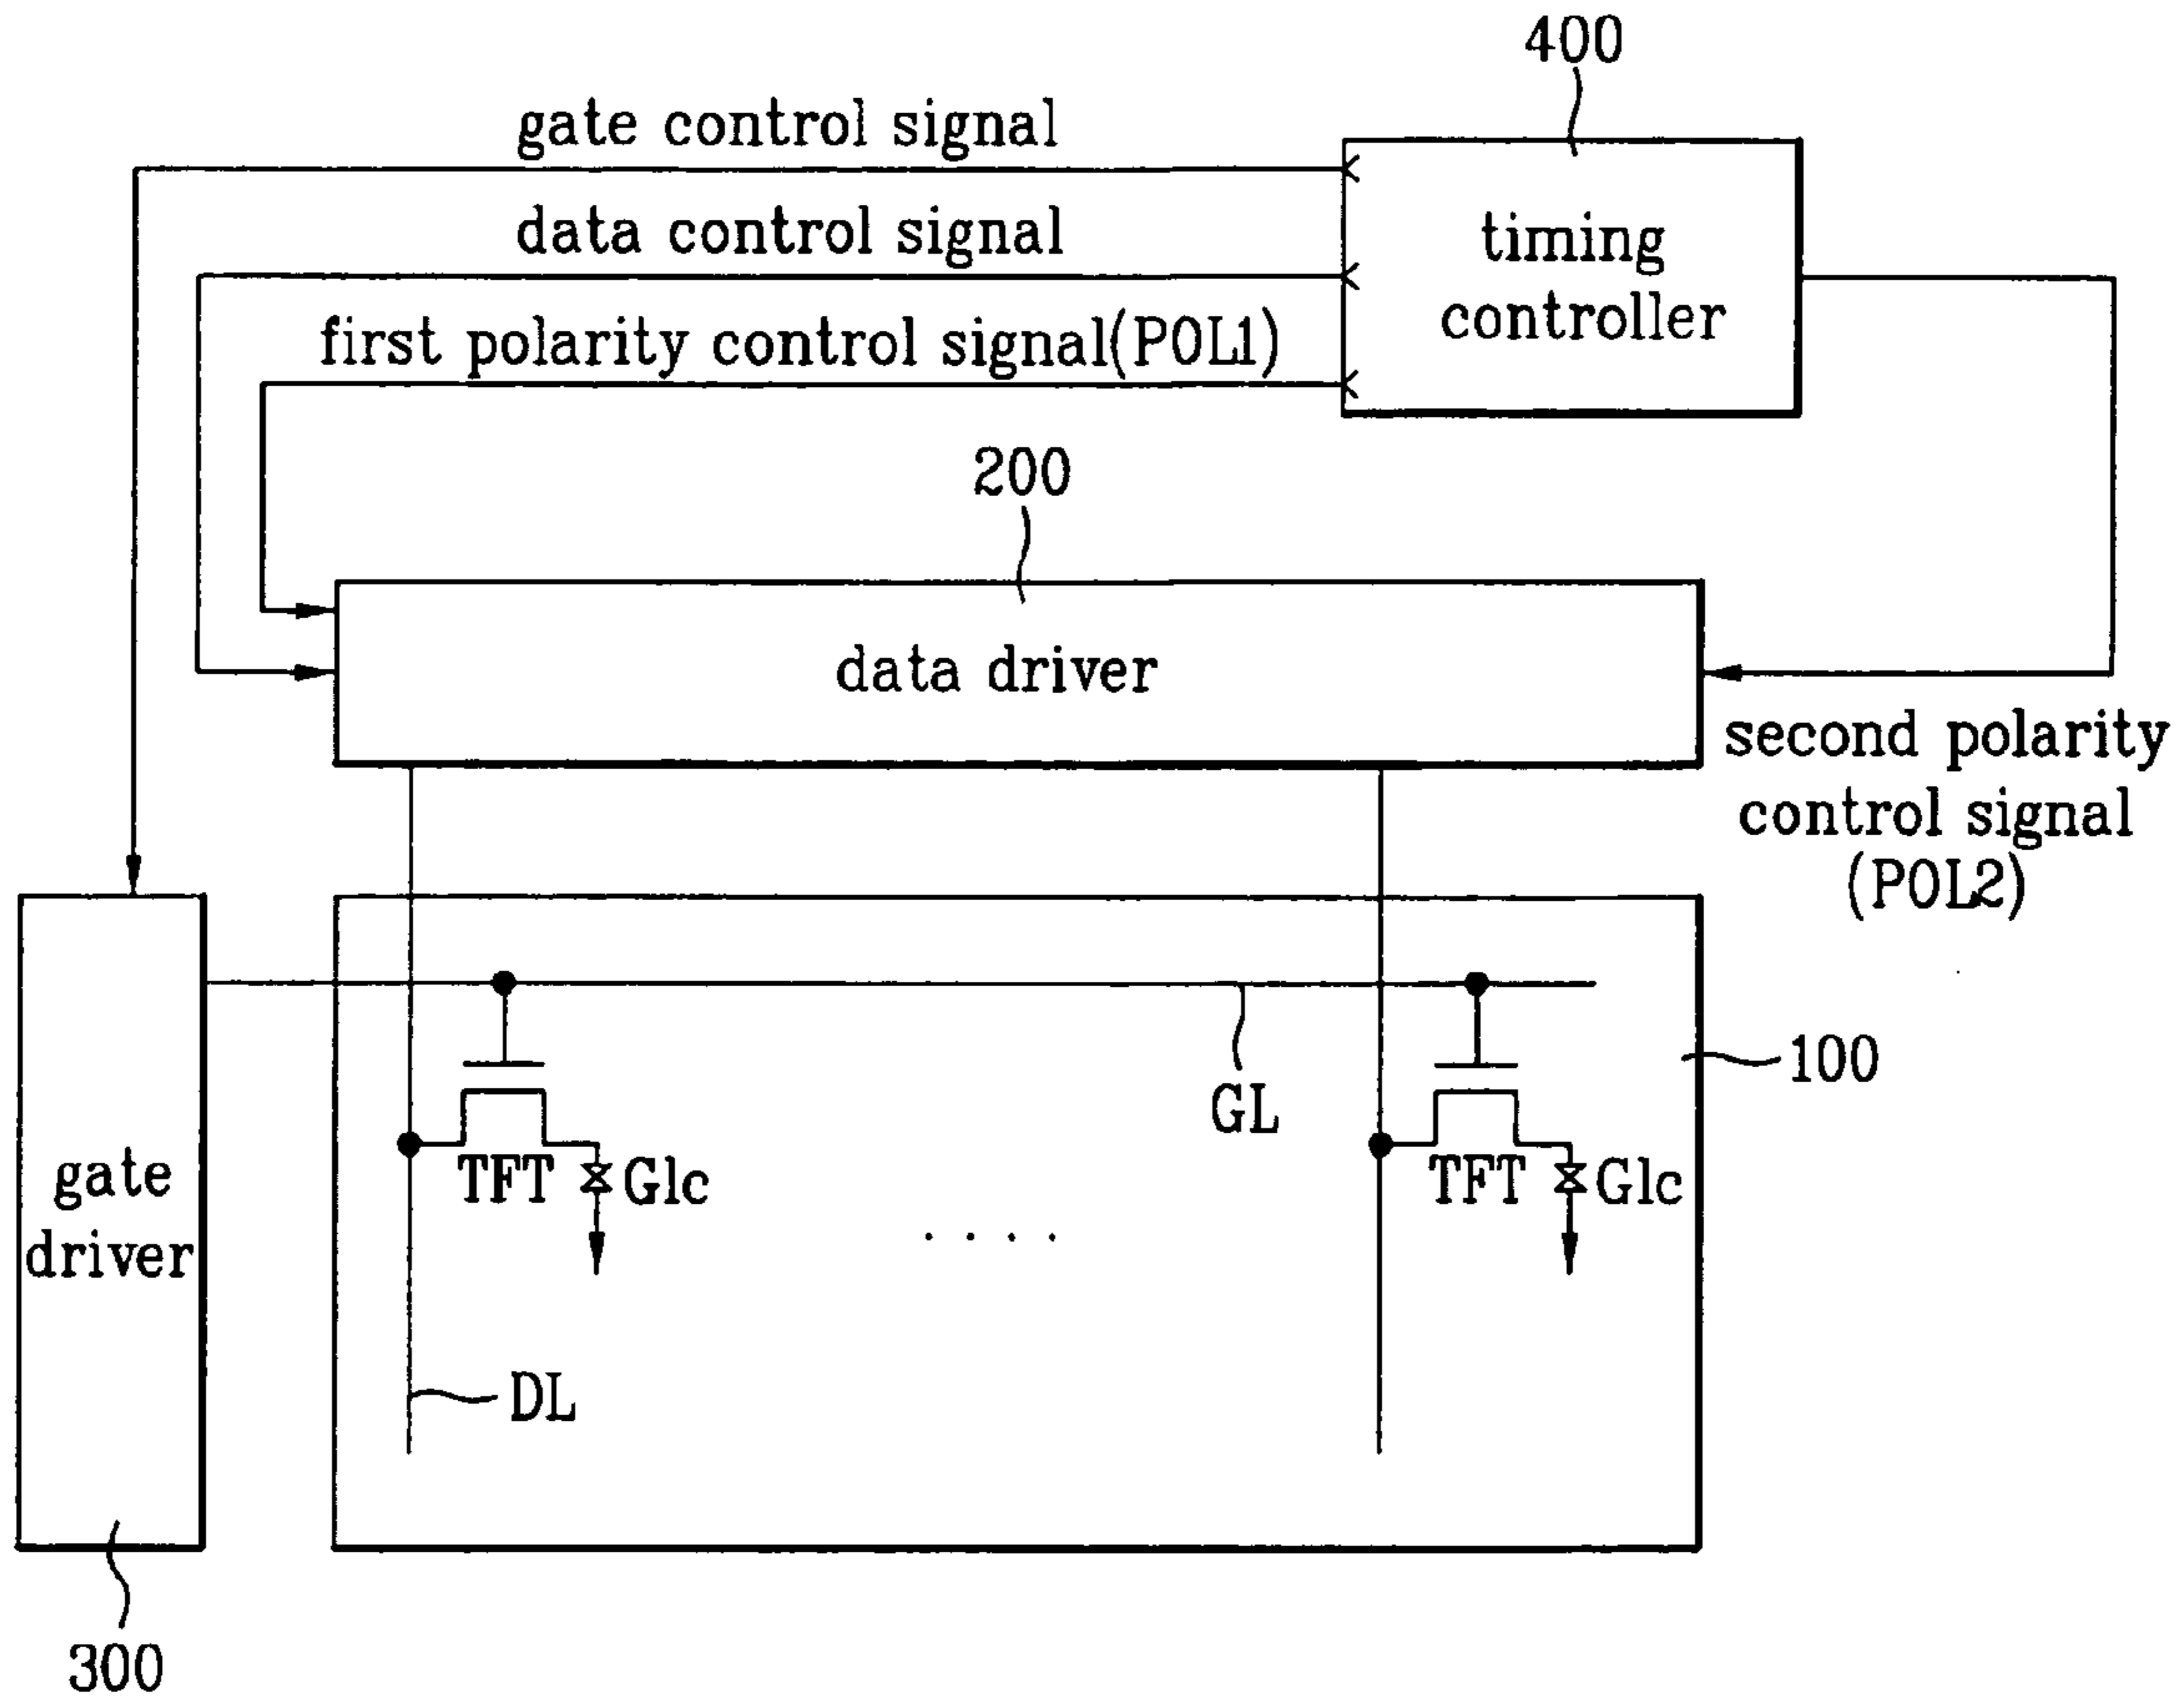 400
gate control signal
data control signal
timing
controller
first polarity control signal(POL1)
200
data driver
second polarity
control signal
(POL2)
100
GL
TFT
Glc
TFT
Glc
gate
driver
. . . .
DL
300